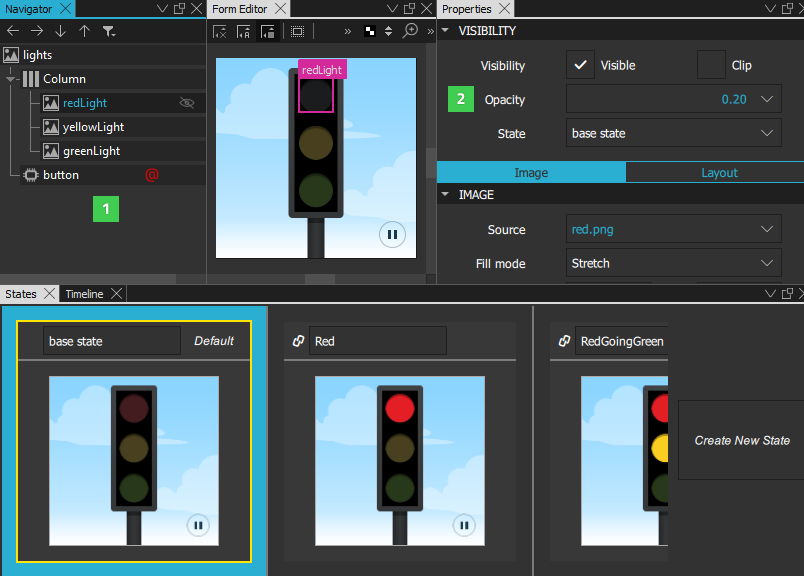 Navigator
Form Editor
Properties
lights
Column
redLight
yellowLight
greenLight
button
@
1
» »
redLight
VISIBILITY
Visibility
Visible
Clip
2
Opacity
0.20
State
base state
Image
Layout
IMAGE
Source
red.png
Fill mode
Stretch
States
Timeline
base state
Default
Red
RedGoingGreen
Create New State